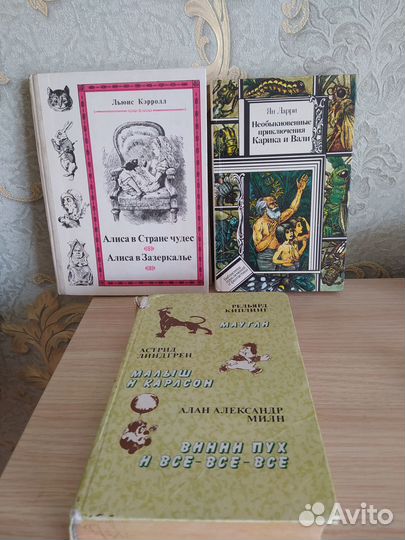 Льюис Кэрролл
Алиса в Стране чудес
Алиса в Зазеркалье
Ян Ларри
Необыкновенные
приключения
Карика и Вали
РЕДЬЯРД
КИПЛИНГ
МАУГЛИ
АСТРИД
ЛИНДГРЕН
МАЛЫШ
И КАРЛСОН
АЛАН АЛЕКСАНДР
МИЛН
ВИННИ ПУХ
И ВСЕ-ВСЕ-ВСЕ
Avito